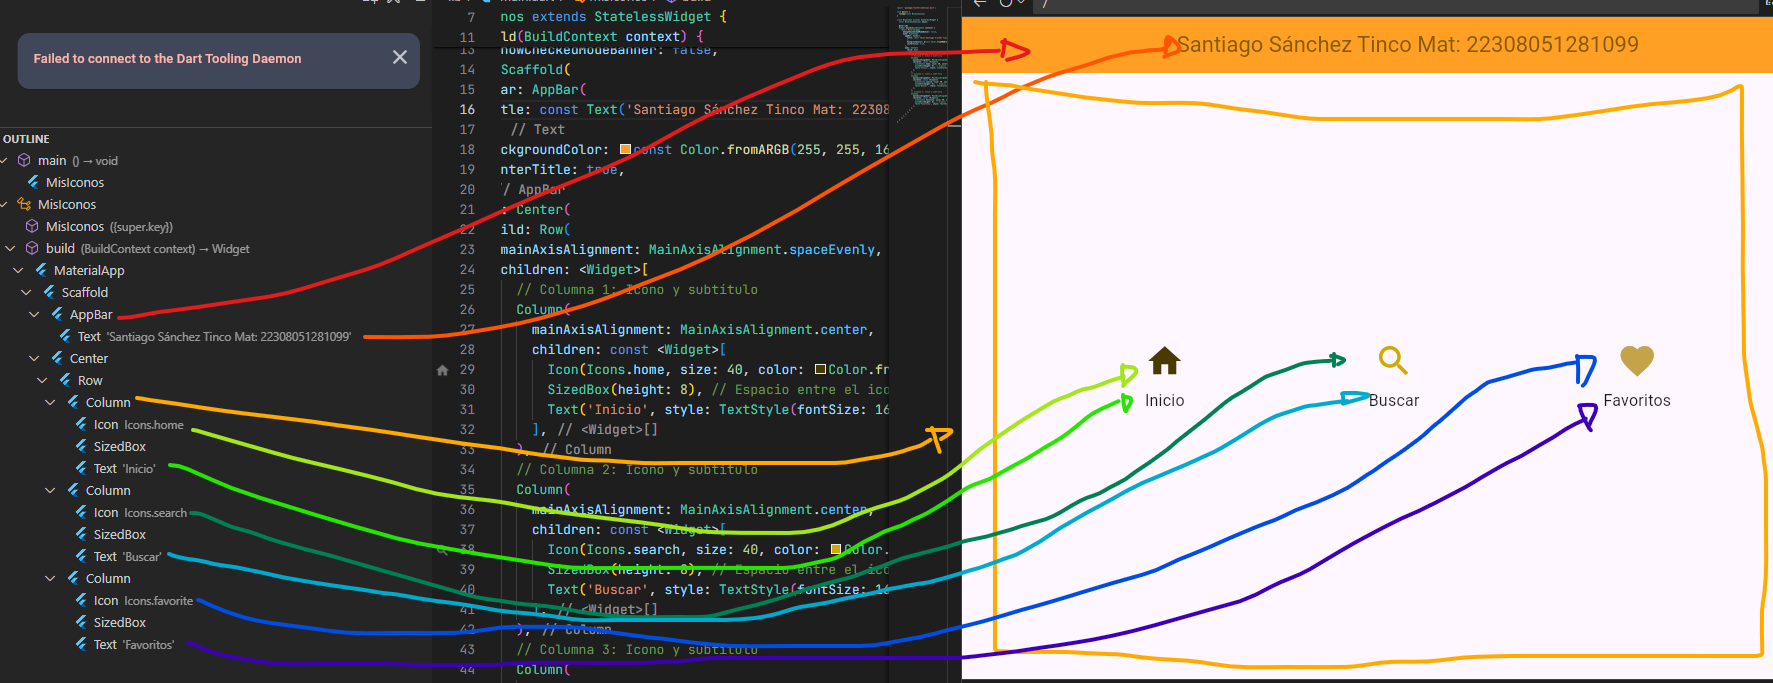 Failed to connect to the Dart Tooling Daemon
OUTLINE
main () → void
MisIconos
MisIconos
MisIconos ({super.key})
build (BuildContext context) → Widget
MaterialApp
Scaffold
AppBar
Text 'Santiago Sánchez Tinco Mat: 22308051281099'
Center
Row
Column
Icon Icons.home
SizedBox
Text 'Inicio'
Column
Icon Icons.search
SizedBox
Text 'Buscar'
Column
Icon Icons.favorite
SizedBox
Text 'Favoritos'
7 nos extends StatelessWidget {
11 ld(BuildContext context) {
13 howCheckedModeBanner: false,
14 Scaffold(
15 ar: AppBar(
16 tle: const Text('Santiago Sánchez Tinco Mat: 22308
17 // Text
18 ckgroundColor: const Color.fromARGB(255, 255, 16
19 nterTitle: true,
20 / AppBar
21 : Center(
22 ild: Row(
23 mainAxisAlignment: MainAxisAlignment.spaceEvenly,
24 children: <Widget>[
25 // Columna 1: Icono y subtítulo
26 Column(
27 mainAxisAlignment: MainAxisAlignment.center,
28 children: const <Widget>[
29 Icon(Icons.home, size: 40, color: Color.fr
30 SizedBox(height: 8), // Espacio entre el ico
31 Text('Inicio', style: TextStyle(fontSize: 16
32 ], // <Widget>[]
33 ), // Column
34 // Columna 2: Icono y subtítulo
35 Column(
36 mainAxisAlignment: MainAxisAlignment.center,
37 children: const <Widget>[
38 Icon(Icons.search, size: 40, color: Color.
39 SizedBox(height: 8), // Espacio entre el ico
40 Text('Buscar', style: TextStyle(fontSize: 16
41 ], // <Widget>[]
42 ), // Column
43 // Columna 3: Icono y subtítulo
44 Column(
Santiago Sánchez Tinco Mat: 22308051281099
Inicio
Buscar
Favoritos